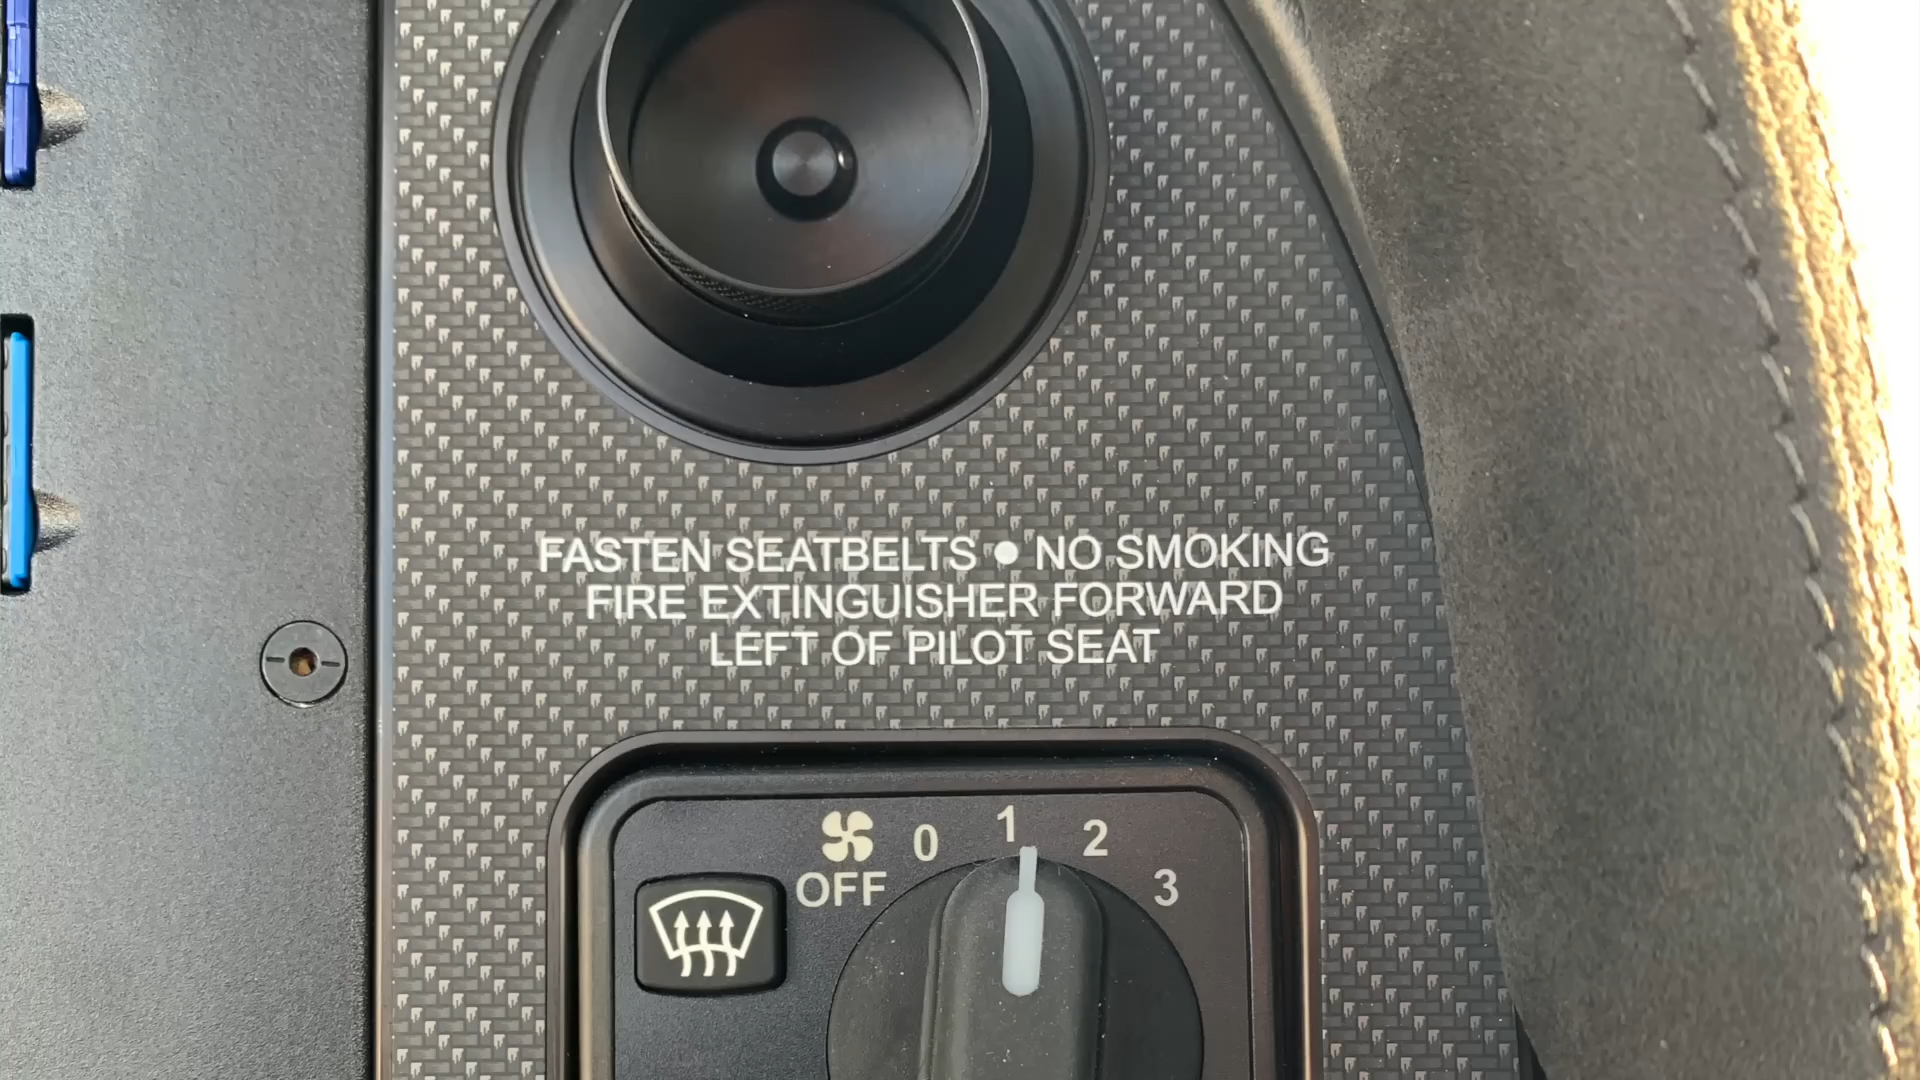 FASTEN SEATBELTS ● NO SMOKING
FIRE EXTINGUISHER FORWARD
LEFT OF PILOT SEAT
OFF 0 1 2 3